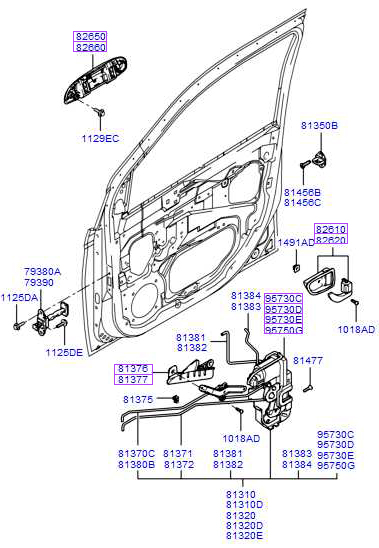 82650
82660
1129EC
81350B
81456B
81456C
82610
82620
1491AD
79380A
79390
1125DA
1125DE
81384
81383
95730C
95730D
95730E
95750G
1018AD
81381
81382
81376
81377
81477
81375
1018AD
81370C
81380B
81371
81372
81381
81382
81383
81384
95730C
95730D
95730E
95750G
81310
81310D
81320
81320D
81320E